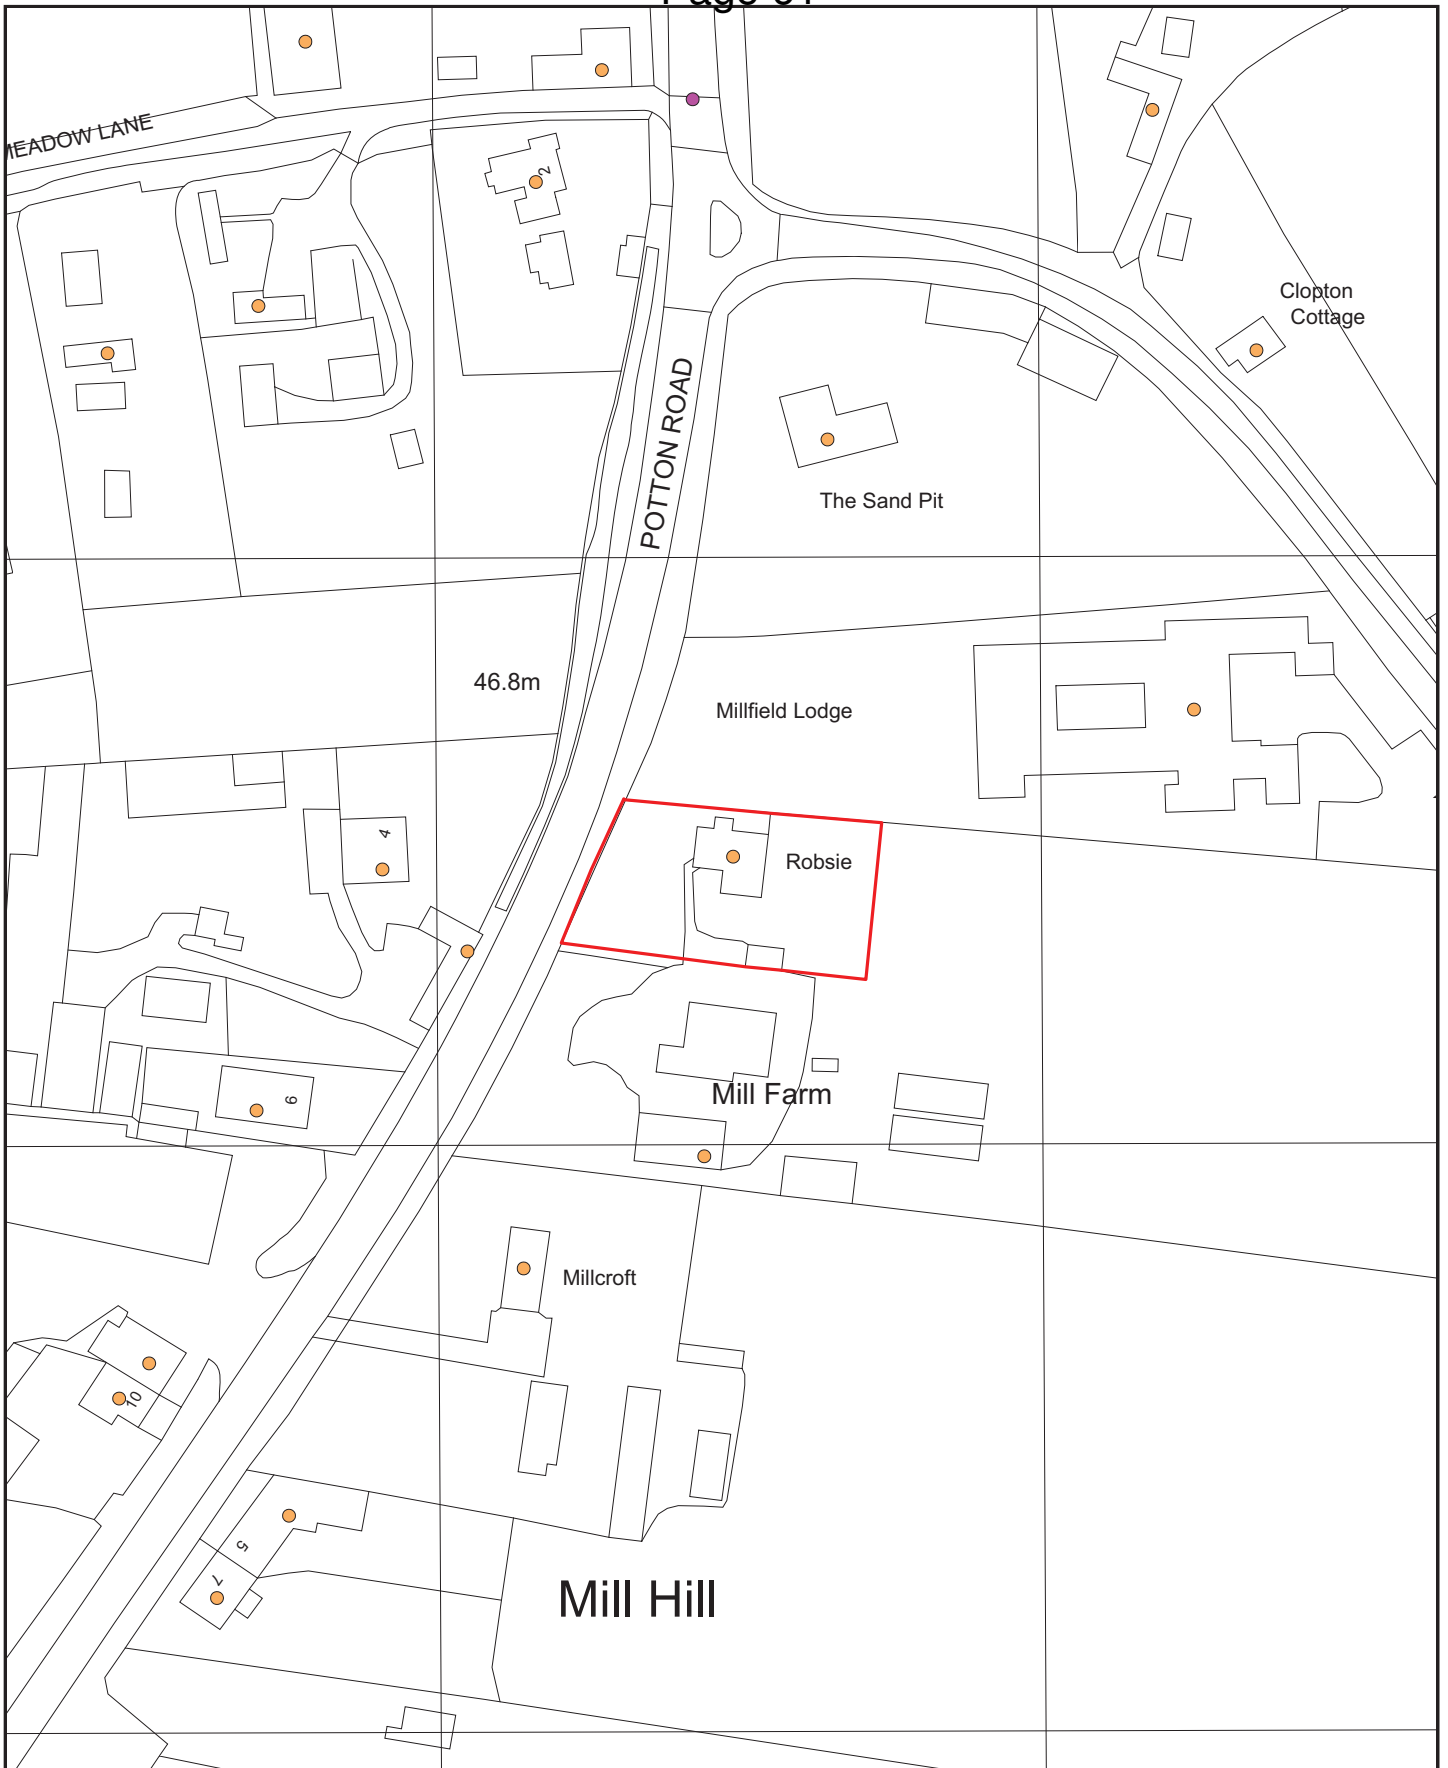 MEADOW LANE
2
Clopton
Cottage
POTTON ROAD
The Sand Pit
46.8m
Millfield Lodge
4
Robsie
Mill Farm
6
Millcroft
10
5
7
Mill Hill